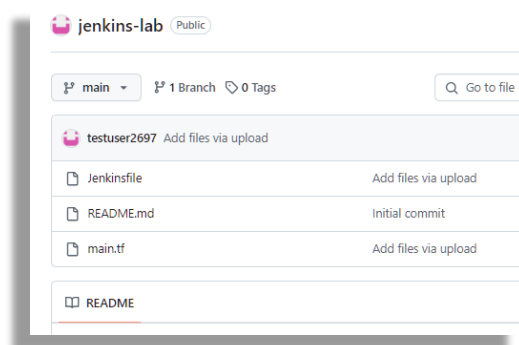 jenkins-lab Public
main 1 Branch 0 Tags Go to file
testuser2697 Add files via upload
Jenkinsfile Add files via upload
README.md Initial commit
main.tf Add files via upload
README